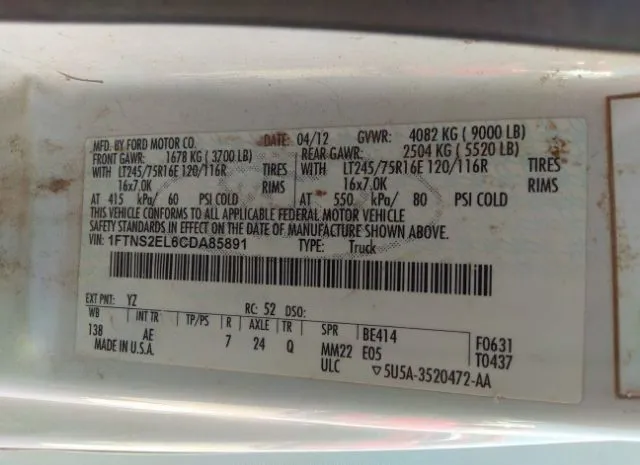 MFD. BY FORD MOTOR CO. DATE: 04/12 GVWR: 4082 KG ( 9000 LB)
FRONT GAWR: 1678 KG (3700 LB) REAR GAWR: 2504 KG ( 5520 LB)
WITH LT245/75R16E 120/116R TIRES WITH LT245/75R16E 120/116R TIRES
16x7.0K RIMS 16x7.0K RIMS
AT 415 kPa/ 60 PSI COLD AT 550 kPa/ 80 PSI COLD
THIS VEHICLE CONFORMS TO ALL APPLICABLE FEDERAL MOTOR VEHICLE
SAFETY STANDARDS IN EFFECT ON THE DATE OF MANUFACTURE SHOWN ABOVE.
VIN: 1FTNS2EL6CDA85891 TYPE: Truck
EXT PNT: YZ RC: 52 DSO:
WB INT TR TP/PS R AXLE TR SPR BE414 F0631
138 AE 7 24 Q MM22 E05 T0437
MADE IN U.S.A. ULC ▽5U5A-3520472-AA